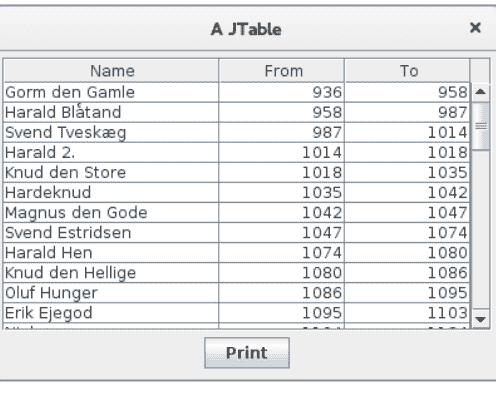 A JTable
Name From To
Gorm den Gamle 936 958
Harald Blåtand 958 987
Svend Tveskæg 987 1014
Harald 2. 1014 1018
Knud den Store 1018 1035
Hardeknud 1035 1042
Magnus den Gode 1042 1047
Svend Estridsen 1047 1074
Harald Hen 1074 1080
Knud den Hellige 1080 1086
Oluf Hunger 1086 1095
Erik Ejegod 1095 1103
Print